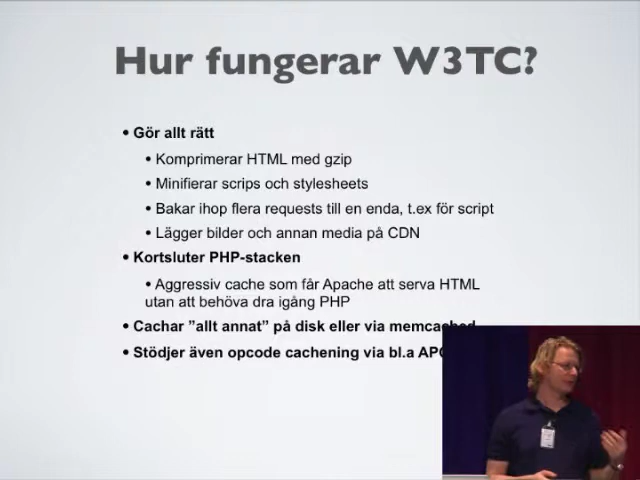 Hur fungerar W3TC?
• Gör allt rätt
• Komprimerar HTML med gzip
• Minifierar scrips och stylesheets
• Bakar ihop flera requests till en enda, t.ex för script
• Lägger bilder och annan media på CDN
• Kortsluter PHP-stacken
• Aggressiv cache som får Apache att serva HTML
utan att behöva dra igång PHP
• Cachar ”allt annat” på disk eller via memcached
• Stödjer även opcode cachening via bl.a